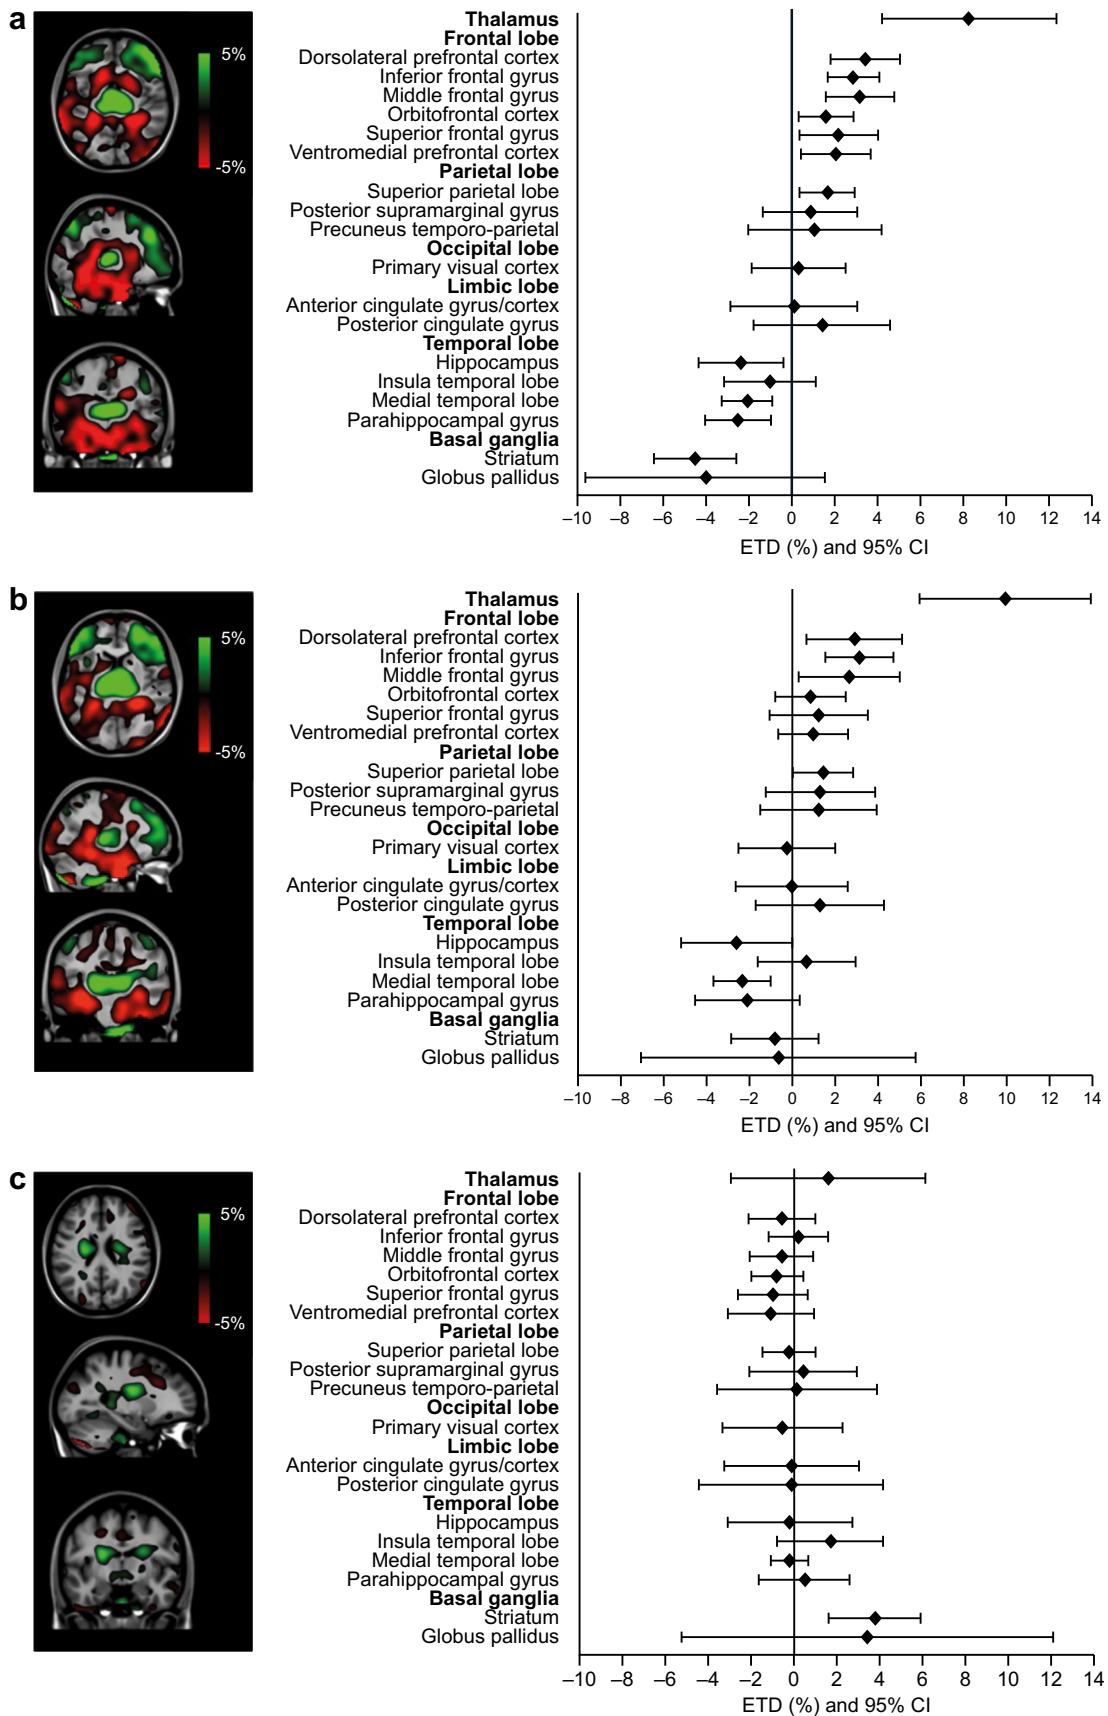 a
5%
-5%
Thalamus
Frontal lobe
Dorsolateral prefrontal cortex
Inferior frontal gyrus
Middle frontal gyrus
Orbitofrontal cortex
Superior frontal gyrus
Ventromedial prefrontal cortex
Parietal lobe
Superior parietal lobe
Posterior supramarginal gyrus
Precuneus temporo-parietal
Occipital lobe
Primary visual cortex
Limbic lobe
Anterior cingulate gyrus/cortex
Posterior cingulate gyrus
Temporal lobe
Hippocampus
Insula temporal lobe
Medial temporal lobe
Parahippocampal gyrus
Basal ganglia
Striatum
Globus pallidus
–10 –8 –6 –4 –2 0 2 4 6 8 10 12 14
ETD (%) and 95% CI
b
5%
-5%
Thalamus
Frontal lobe
Dorsolateral prefrontal cortex
Inferior frontal gyrus
Middle frontal gyrus
Orbitofrontal cortex
Superior frontal gyrus
Ventromedial prefrontal cortex
Parietal lobe
Superior parietal lobe
Posterior supramarginal gyrus
Precuneus temporo-parietal
Occipital lobe
Primary visual cortex
Limbic lobe
Anterior cingulate gyrus/cortex
Posterior cingulate gyrus
Temporal lobe
Hippocampus
Insula temporal lobe
Medial temporal lobe
Parahippocampal gyrus
Basal ganglia
Striatum
Globus pallidus
–10 –8 –6 –4 –2 0 2 4 6 8 10 12 14
ETD (%) and 95% CI
c
5%
-5%
Thalamus
Frontal lobe
Dorsolateral prefrontal cortex
Inferior frontal gyrus
Middle frontal gyrus
Orbitofrontal cortex
Superior frontal gyrus
Ventromedial prefrontal cortex
Parietal lobe
Superior parietal lobe
Posterior supramarginal gyrus
Precuneus temporo-parietal
Occipital lobe
Primary visual cortex
Limbic lobe
Anterior cingulate gyrus/cortex
Posterior cingulate gyrus
Temporal lobe
Hippocampus
Insula temporal lobe
Medial temporal lobe
Parahippocampal gyrus
Basal ganglia
Striatum
Globus pallidus
–10 –8 –6 –4 –2 0 2 4 6 8 10 12 14
ETD (%) and 95% CI